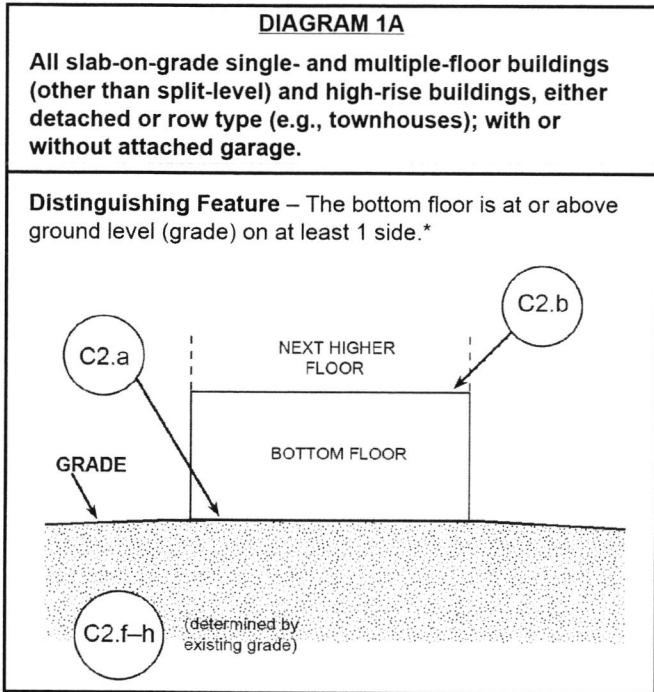 DIAGRAM 1A
All slab-on-grade single- and multiple-floor buildings
(other than split-level) and high-rise buildings, either
detached or row type (e.g., townhouses); with or
without attached garage.
Distinguishing Feature – The bottom floor is at or above
ground level (grade) on at least 1 side.*
C2.b
C2.a
NEXT HIGHER
FLOOR
BOTTOM FLOOR
GRADE
C2.f–h
(determined by
existing grade)